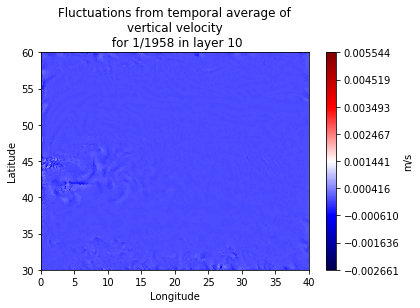 Fluctuations from temporal average of
vertical velocity
for 1/1958 in layer 10
60
55
50
45
40
35
30
Latitude
0 5 10 15 20 25 30 35 40
Longitude
0.005544
0.004519
0.003493
0.002467
0.001441
0.000416
−0.000610
−0.001636
−0.002661
m/s